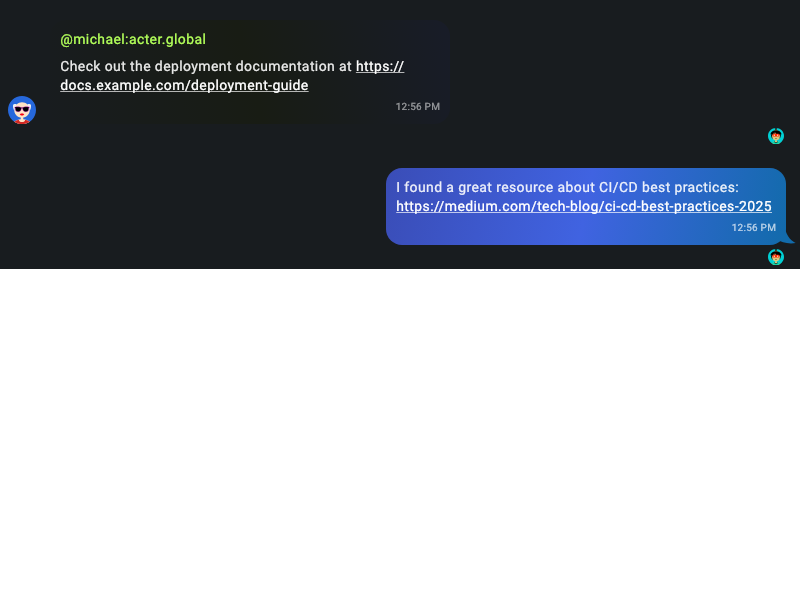 @michael:acter.global
Check out the deployment documentation at https://
docs.example.com/deployment-guide
12:56 PM
I found a great resource about CI/CD best practices:
https://medium.com/tech-blog/ci-cd-best-practices-2025
12:56 PM